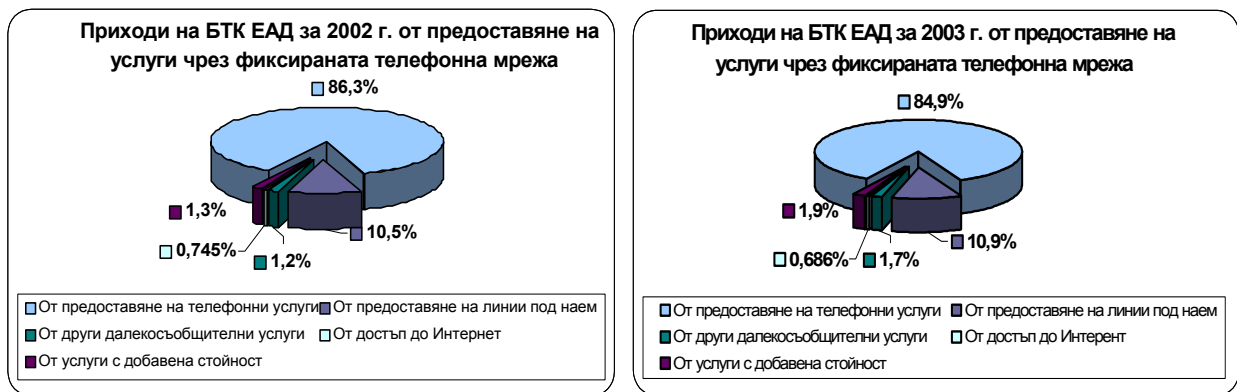 Приходи на БТК ЕАД за 2002 г. от предоставяне на
услуги чрез фиксираната телефонна мрежа
86,3%
1,3%
10,5%
0,745%
1,2%
От предоставяне на телефонни услуги
От предоставяне на линии под наем
От други далекосъобщителни услуги
От достъп до Интернет
От услуги с добавена стойност
Приходи на БТК ЕАД за 2003 г. от предоставяне на
услуги чрез фиксираната телефонна мрежа
84,9%
1,9%
10,9%
0,686%
1,7%
От предоставяне на телефонни услуги
От предоставяне на линии под наем
От други далекосъобщителни услуги
От достъп до Интерент
От услуги с добавена стойност